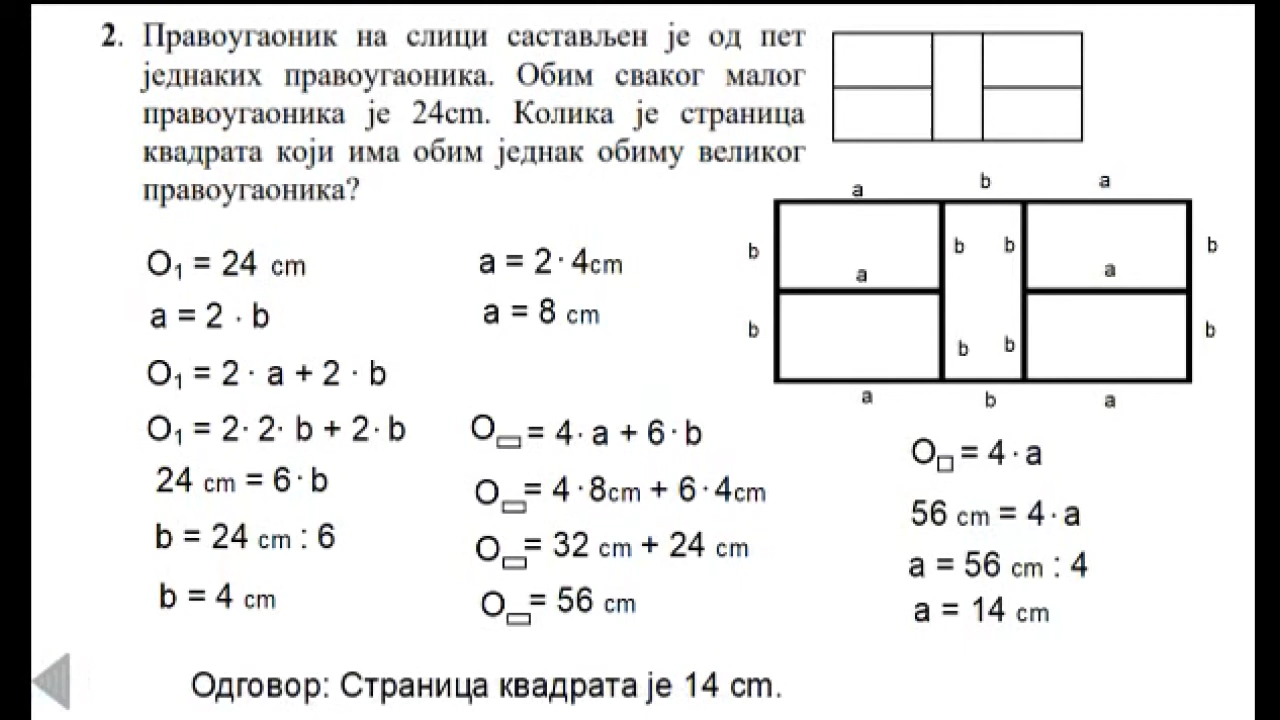 2. Правоугаоник на слици састављен је од пет
једнаких правоугаоника. Обим сваког малог
правоугаоника је 24cm. Колика је страница
квадрата који има обим једнак обиму великог
правоугаоника?
a b a
b b b b
a a
b b b b
a b a
O₁ = 24 cm
a = 2 · b
O₁ = 2 · a + 2 · b
O₁ = 2 · 2 · b + 2 · b
24 cm = 6 · b
b = 24 cm : 6
b = 4 cm
a = 2 · 4cm
a = 8 cm
O▭ = 4 · a + 6 · b
O▭ = 4 · 8cm + 6 · 4cm
O▭ = 32 cm + 24 cm
O▭ = 56 cm
O□ = 4 · a
56 cm = 4 · a
a = 56 cm : 4
a = 14 cm
Одговор: Страница квадрата је 14 cm.